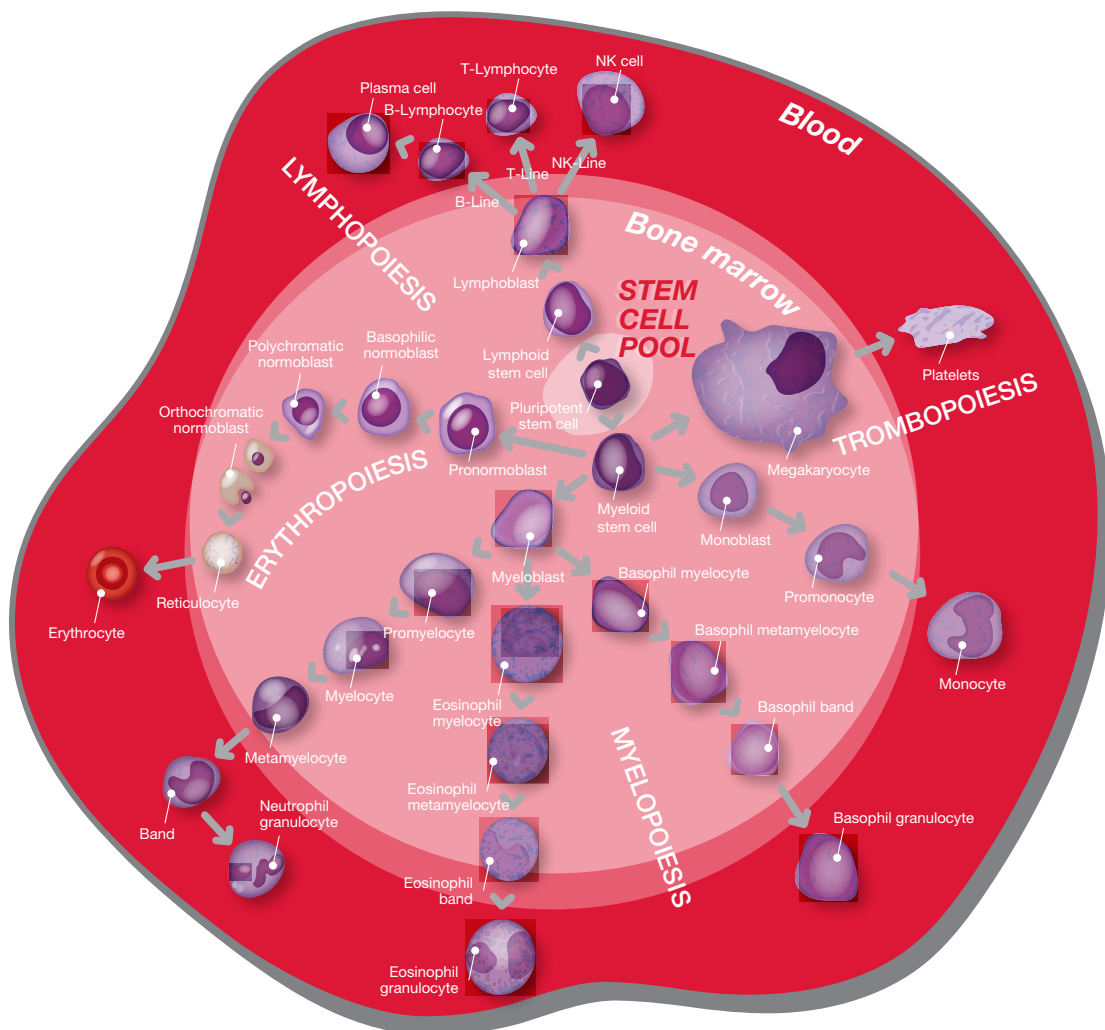 NK cell
T-Lymphocyte
Plasma cell
B-Lymphocyte
Blood
NK-Line
T-Line
B-Line
LYMPHOPOIESIS
Bone marrow
Lymphoblast
STEM
CELL
POOL
Lymphoid
stem cell
Pluripotent
stem cell
Platelets
TROMBOPOIESIS
Megakaryocyte
Basophilic
normoblast
Polychromatic
normoblast
Orthochromatic
normoblast
Pronormoblast
ERYTHROPOIESIS
Reticulocyte
Erythrocyte
Myeloid
stem cell
Monoblast
Promonocyte
Monocyte
Myeloblast
Basophil myelocyte
Basophil metamyelocyte
Basophil band
Basophil granulocyte
Promyelocyte
Myelocyte
Metamyelocyte
Band
Neutrophil
granulocyte
Eosinophil
myelocyte
Eosinophil
metamyelocyte
Eosinophil
band
Eosinophil
granulocyte
MYELOPOIESIS